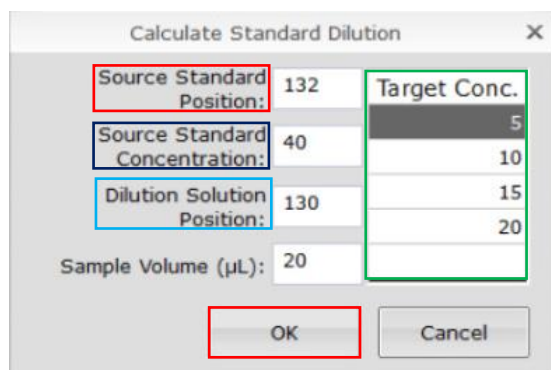 Calculate Standard Dilution ×
Source Standard
Position:
132
Source Standard
Concentration:
40
Dilution Solution
Position:
130
Sample Volume (µL):
20
Target Conc.
5
10
15
20
OK
Cancel